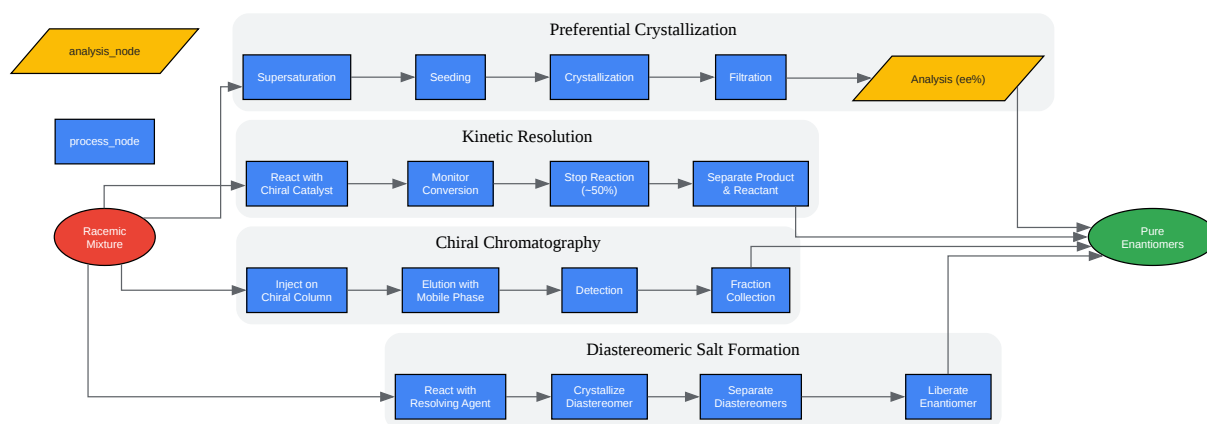 analysis_node
process_node
Racemic
Mixture
Preferential Crystallization
Supersaturation
Seeding
Crystallization
Filtration
Analysis (ee%)
Kinetic Resolution
React with
Chiral Catalyst
Monitor
Conversion
Stop Reaction
(~50%)
Separate Product
& Reactant
Chiral Chromatography
Inject on
Chiral Column
Elution with
Mobile Phase
Detection
Fraction
Collection
Diastereomeric Salt Formation
React with
Resolving Agent
Crystallize
Diastereomer
Separate
Diastereomers
Liberate
Enantiomer
Pure
Enantiomers